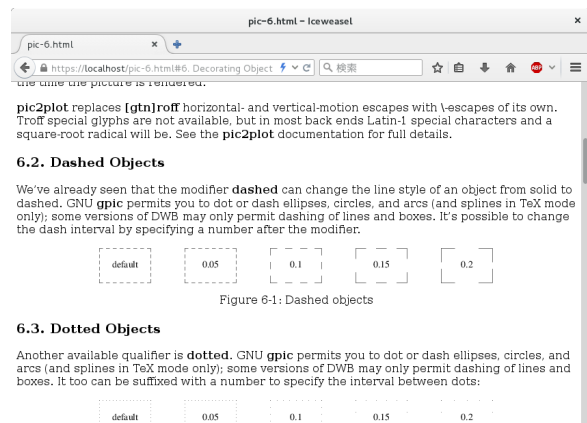 pic-6.html - Iceweasel
pic-6.html
https://localhost/pic-6.html#6. Decorating Object
検索
ABP
the time the picture is rendered.
pic2plot replaces [gtn]roff horizontal- and vertical-motion escapes with \-escapes of its own.
Troff special glyphs are not available, but in most back ends Latin-1 special characters and a
square-root radical will be. See the pic2plot documentation for full details.
6.2. Dashed Objects
We've already seen that the modifier dashed can change the line style of an object from solid to
dashed. GNU gpic permits you to dot or dash ellipses, circles, and arcs (and splines in TeX mode
only); some versions of DWB may only permit dashing of lines and boxes. It's possible to change
the dash interval by specifying a number after the modifier.
default 0.05 0.1 0.15 0.2
Figure 6-1: Dashed objects
6.3. Dotted Objects
Another available qualifier is dotted. GNU gpic permits you to dot or dash ellipses, circles, and
arcs (and splines in TeX mode only); some versions of DWB may only permit dashing of lines and
boxes. It too can be suffixed with a number to specify the interval between dots:
default 0.05 0.1 0.15 0.2